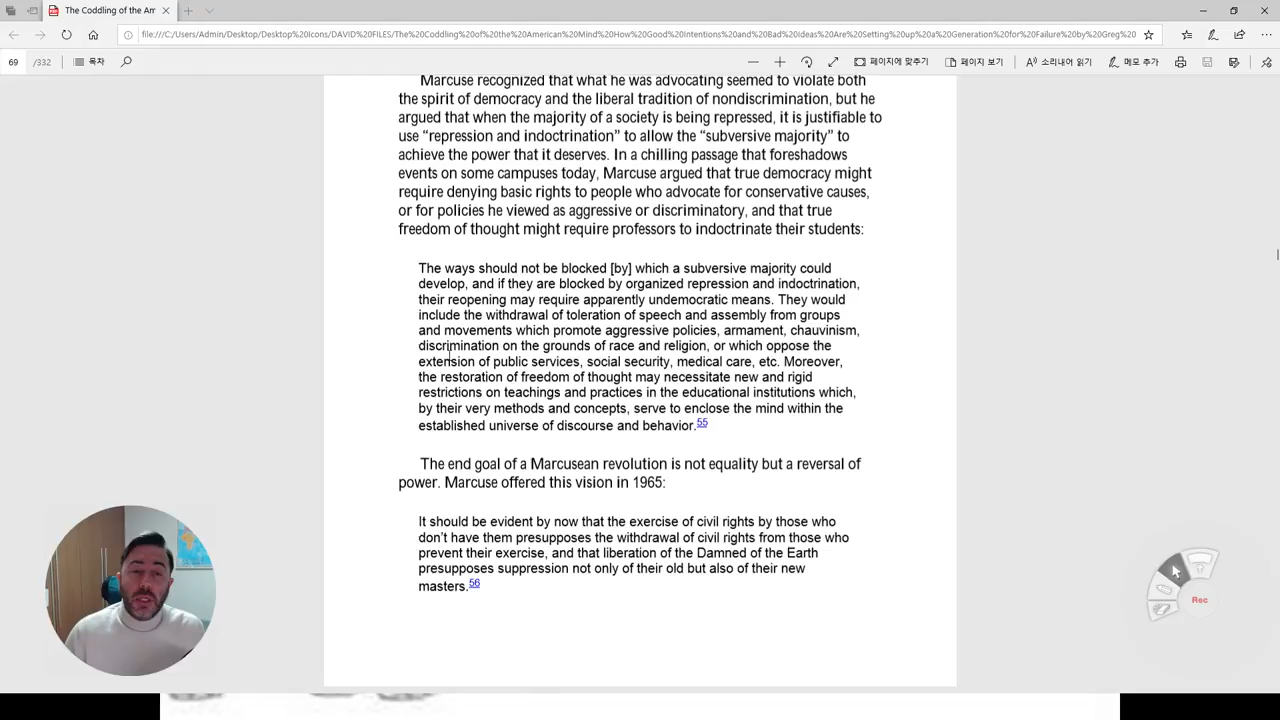 The Coddling of the Am
file:///C:/Users/Admin/Desktop/Desktop%20Icons/DAVID%20FILES/The%20Coddling%20of%20the%20American%20Mind%20How%20Good%20Intentions%20and%20Bad%20Ideas%20Are%20Setting%20up%20a%20Generation%20for%20Failure%20by%20Greg%20
69 /332 목차 페이지에 맞추기 페이지 보기 소리내어 읽기 메모 추가
Marcuse recognized that what he was advocating seemed to violate both
the spirit of democracy and the liberal tradition of nondiscrimination, but he
argued that when the majority of a society is being repressed, it is justifiable to
use “repression and indoctrination” to allow the “subversive majority” to
achieve the power that it deserves. In a chilling passage that foreshadows
events on some campuses today, Marcuse argued that true democracy might
require denying basic rights to people who advocate for conservative causes,
or for policies he viewed as aggressive or discriminatory, and that true
freedom of thought might require professors to indoctrinate their students:
The ways should not be blocked [by] which a subversive majority could
develop, and if they are blocked by organized repression and indoctrination,
their reopening may require apparently undemocratic means. They would
include the withdrawal of toleration of speech and assembly from groups
and movements which promote aggressive policies, armament, chauvinism,
discrimination on the grounds of race and religion, or which oppose the
extension of public services, social security, medical care, etc. Moreover,
the restoration of freedom of thought may necessitate new and rigid
restrictions on teachings and practices in the educational institutions which,
by their very methods and concepts, serve to enclose the mind within the
established universe of discourse and behavior.55
The end goal of a Marcusean revolution is not equality but a reversal of
power. Marcuse offered this vision in 1965:
It should be evident by now that the exercise of civil rights by those who
don’t have them presupposes the withdrawal of civil rights from those who
prevent their exercise, and that liberation of the Damned of the Earth
presupposes suppression not only of their old but also of their new
masters.56
Rec